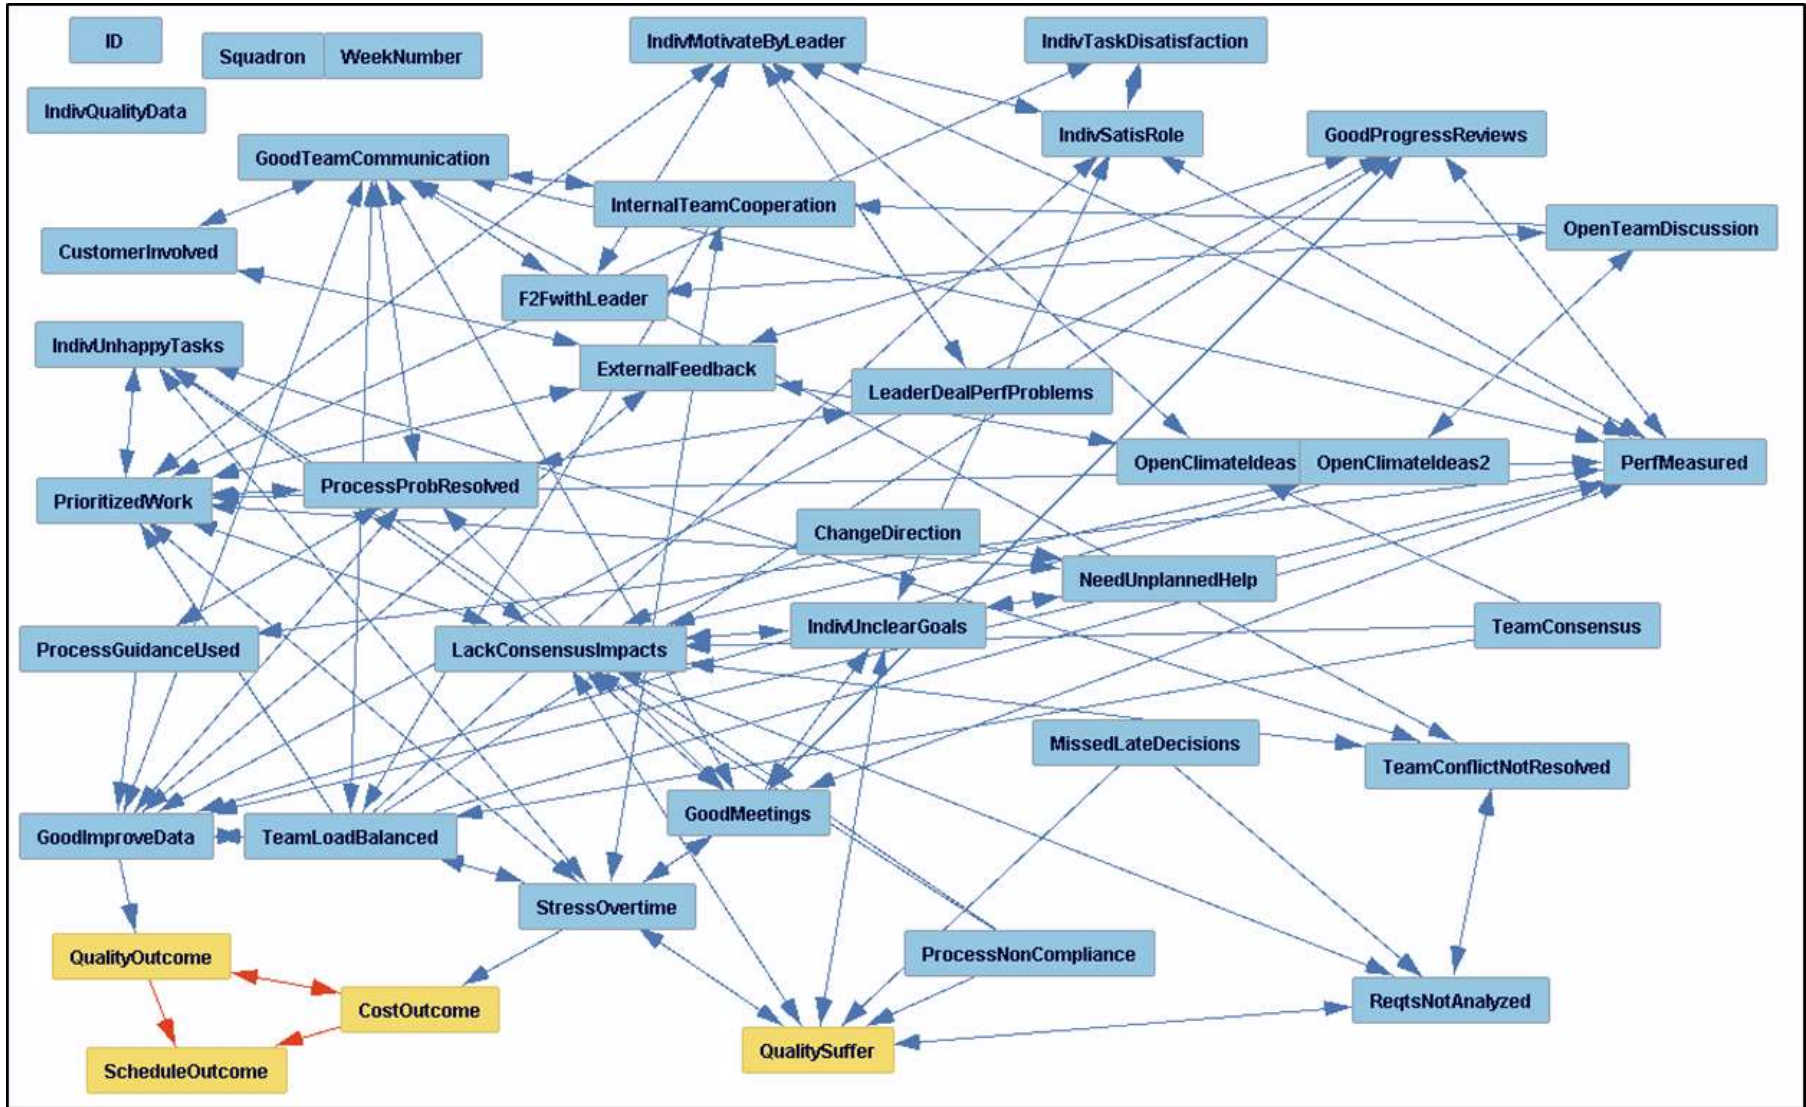 ID
Squadron
WeekNumber
IndivMotivateByLeader
IndivTaskDisatisfaction
IndivQualityData
GoodTeamCommunication
IndivSatisRole
GoodProgressReviews
InternalTeamCooperation
OpenTeamDiscussion
CustomerInvolved
F2FwithLeader
IndivUnhappyTasks
ExternalFeedback
LeaderDealPerfProblems
OpenClimateIdeas
OpenClimateIdeas2
PerfMeasured
PrioritizedWork
ProcessProbResolved
ChangeDirection
NeedUnplannedHelp
ProcessGuidanceUsed
LackConsensusImpacts
IndivUnclearGoals
TeamConsensus
MissedLateDecisions
TeamConflictNotResolved
GoodImproveData
TeamLoadBalanced
GoodMeetings
StressOvertime
QualityOutcome
ProcessNonCompliance
CostOutcome
ReqtsNotAnalyzed
ScheduleOutcome
QualitySuffer